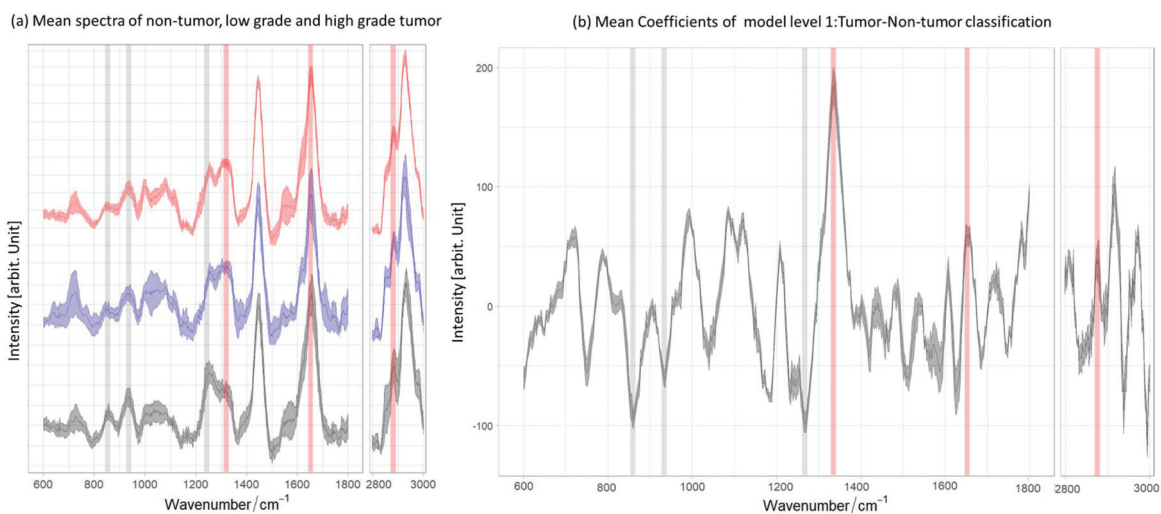 (a) Mean spectra of non-tumor, low grade and high grade tumor
Intensity [arbit. Unit]
600 800 1000 1200 1400 1600 1800 2800 3000
Wavenumber/cm⁻¹
(b) Mean Coefficients of model level 1:Tumor-Non-tumor classification
Intensity [arbit. Unit]
200
100
0
-100
600 800 1000 1200 1400 1600 1800 2800 3000
Wavenumber/cm⁻¹